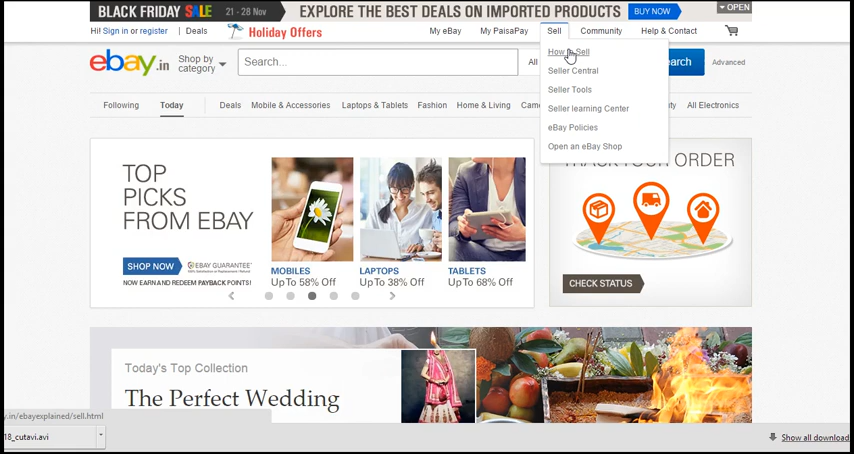 BLACK FRIDAY SALE 21 - 28 Nov EXPLORE THE BEST DEALS ON IMPORTED PRODUCTS BUY NOW OPEN
Hi! Sign in or register Deals Holiday Offers My eBay My PaisaPay Sell Community Help & Contact
ebay.in Shop by category Search... All Search Advanced
How to Sell
Seller Central
Seller Tools
Seller learning Center
eBay Policies
Open an eBay Shop
Following Today Deals Mobile & Accessories Laptops & Tablets Fashion Home & Living All Electronics
TOP
PICKS
FROM EBAY
SHOP NOW EBAY GUARANTEE
NOW EARN AND REDEEM PAYBACK POINTS!
MOBILES LAPTOPS TABLETS
Up To 58% Off Up To 38% Off Up To 68% Off
TRACK YOUR ORDER
CHECK STATUS
Today's Top Collection
The Perfect Wedding
y.in/ebayexplained/sell.html
18_cutavi.avi
Show all download